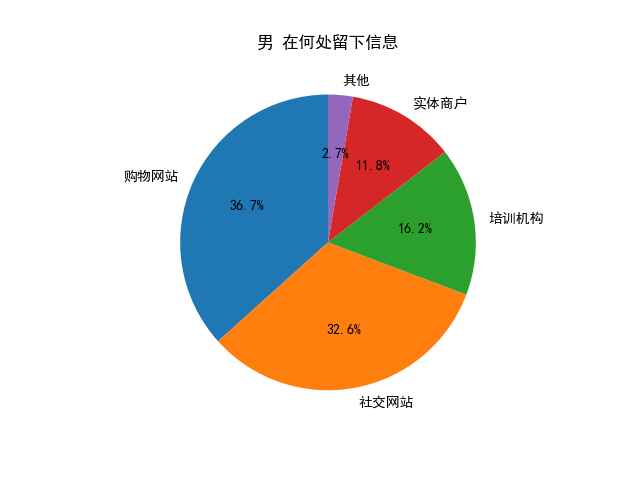 男 在何处留下信息
其他
实体商户
2.7%
11.8%
购物网站
36.7%
培训机构
16.2%
32.6%
社交网站